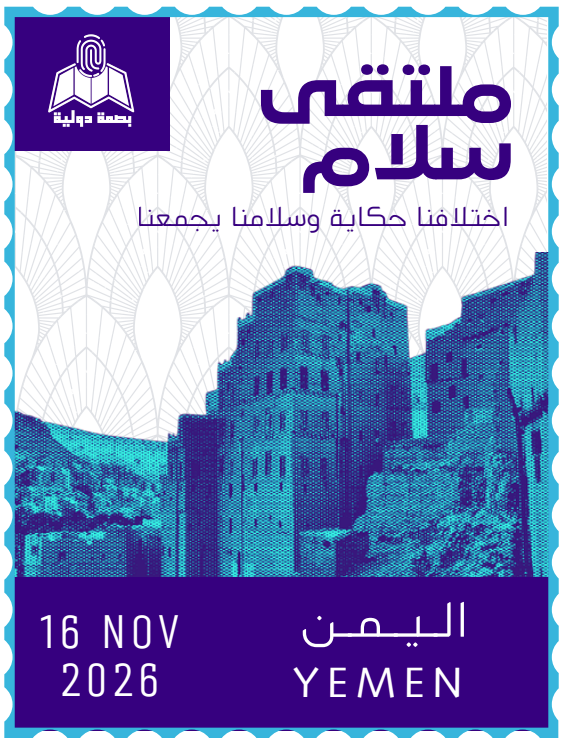 بصمة دولية
ملتقى
سلام
اختلافنا حكاية وسلامنا يجمعنا
16 NOV
2026
اليمن
YEMEN